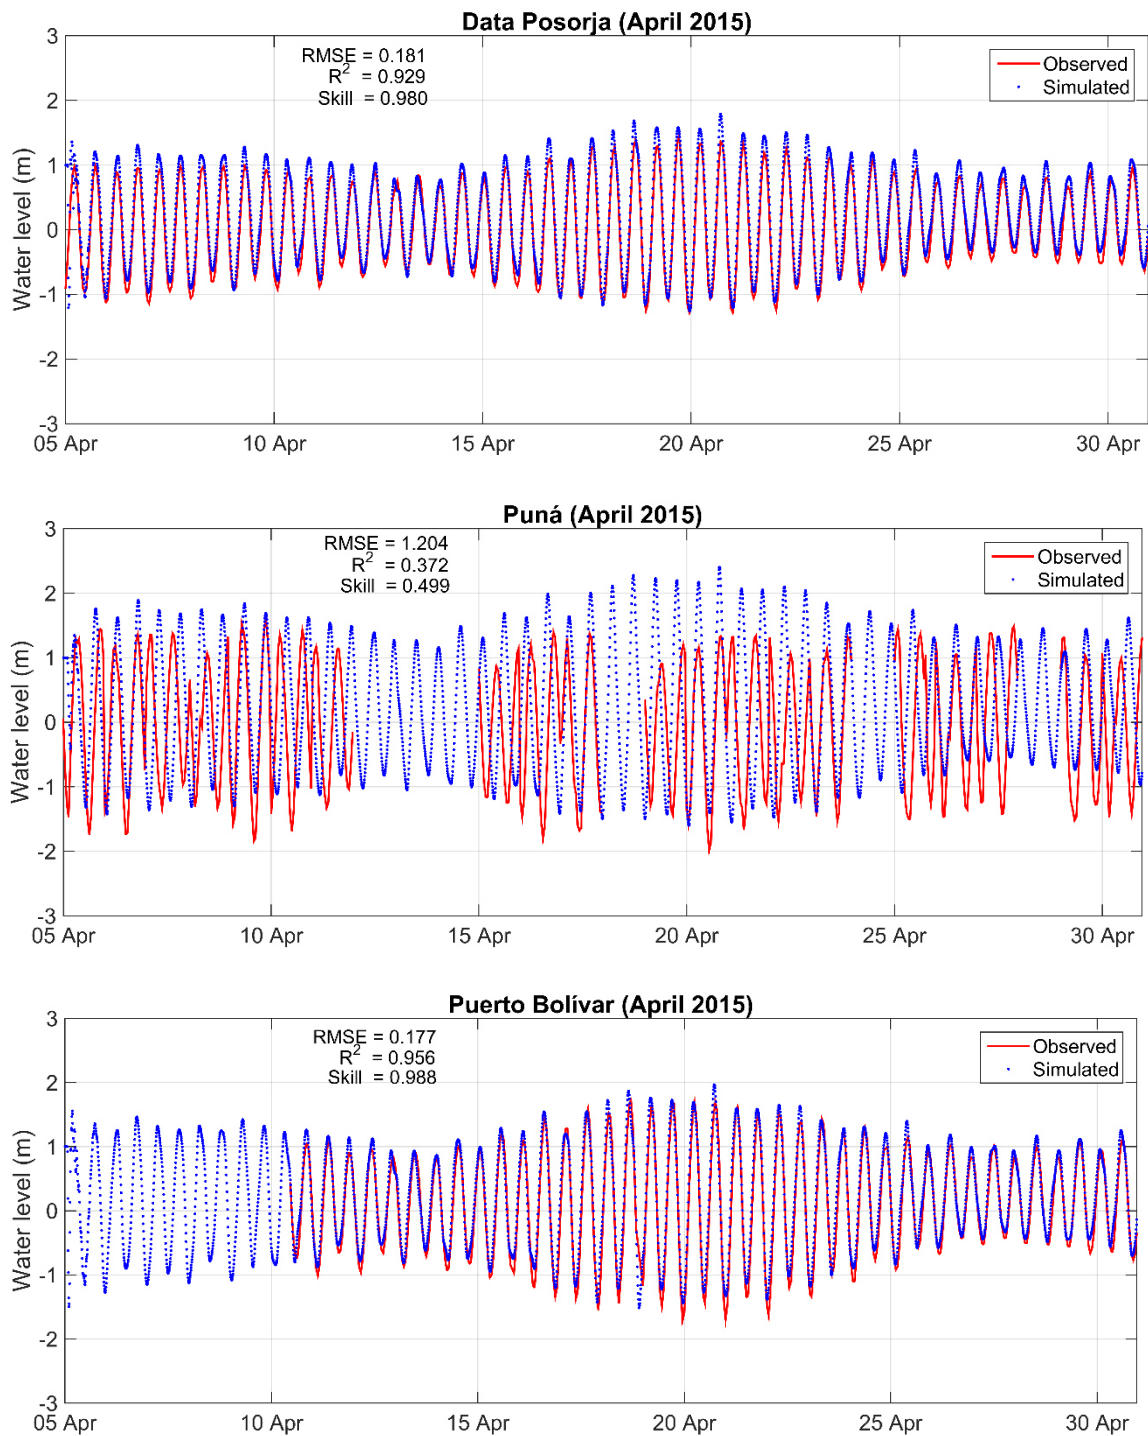 Data Posorja (April 2015)
RMSE = 0.181
R² = 0.929
Skill = 0.980
Observed
Simulated
Water level (m)
3
2
1
0
-1
-2
-3
05 Apr 10 Apr 15 Apr 20 Apr 25 Apr 30 Apr
Puná (April 2015)
RMSE = 1.204
R² = 0.372
Skill = 0.499
Observed
Simulated
Water level (m)
3
2
1
0
-1
-2
-3
05 Apr 10 Apr 15 Apr 20 Apr 25 Apr 30 Apr
Puerto Bolívar (April 2015)
RMSE = 0.177
R² = 0.956
Skill = 0.988
Observed
Simulated
Water level (m)
3
2
1
0
-1
-2
-3
05 Apr 10 Apr 15 Apr 20 Apr 25 Apr 30 Apr